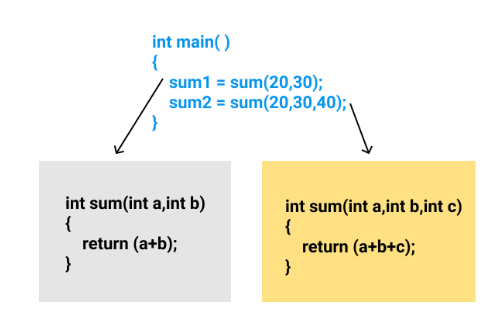 int main( )
{
sum1 = sum(20,30);
sum2 = sum(20,30,40);
}
int sum(int a,int b)
{
return (a+b);
}
int sum(int a,int b,int c)
{
return (a+b+c);
}